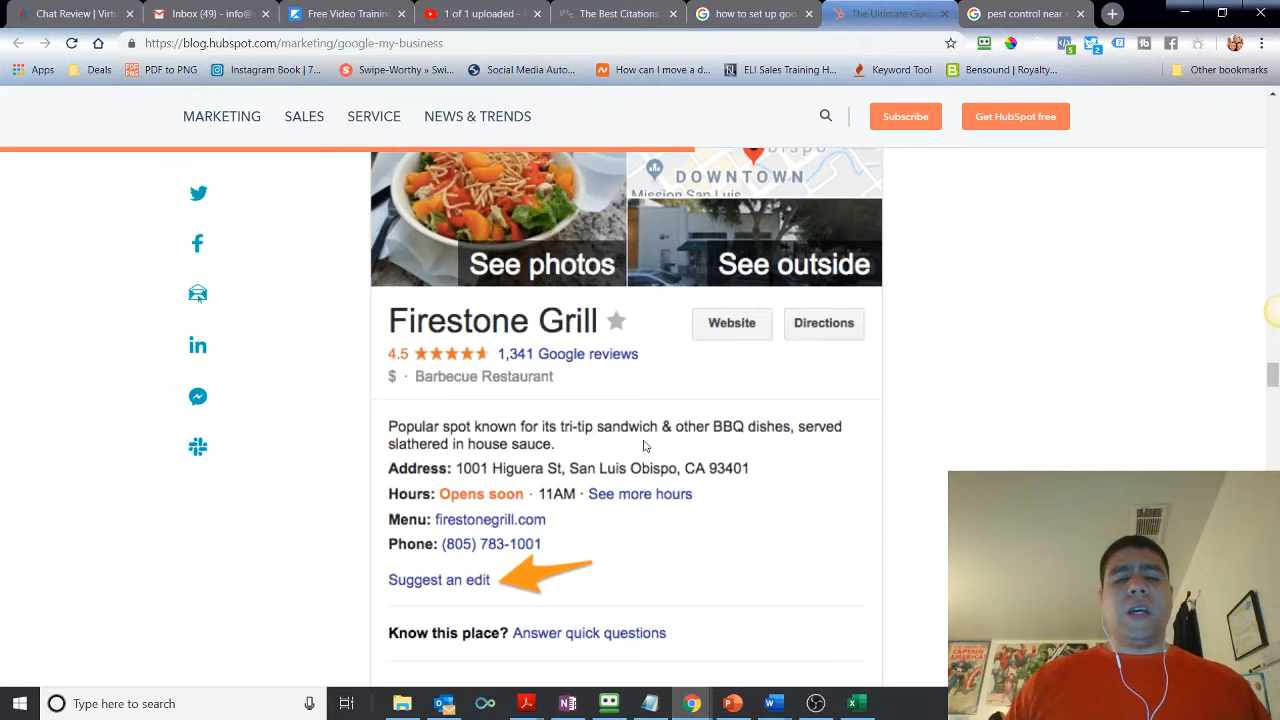 Card Review | Virtu
Inbox (49) -
Free Video Trainin
1 of 1 uploaded -
The Best Citations
how to set up goo
The Ultimate Gui
pest control near
https://blog.hubspot.com/marketing/google-my-business
Apps
Deals
PDF to PNG
Instagram Book | 7...
Swipe-Worthy » Swi...
Social Media Auto...
How can I move a d...
ELI Sales Training H...
Keyword Tool
Bensound | Royalty...
Other bookmarks
MARKETING
SALES
SERVICE
NEWS & TRENDS
Subscribe
Get HubSpot free
DOWNTOWN
Mission San Luis
See photos
See outside
Firestone Grill
Website
Directions
4.5 1,341 Google reviews
$ · Barbecue Restaurant
Popular spot known for its tri-tip sandwich & other BBQ dishes, served
slathered in house sauce.
Address: 1001 Higuera St, San Luis Obispo, CA 93401
Hours: Opens soon · 11AM · See more hours
Menu: firestonegrill.com
Phone: (805) 783-1001
Suggest an edit
Know this place? Answer quick questions
CAPTAIN
AMERICA
Type here to search